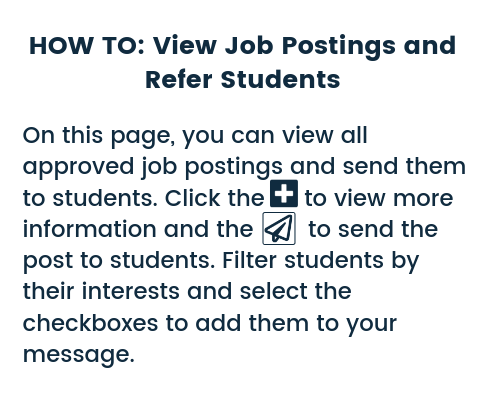 HOW TO: View Job Postings and
Refer Students
On this page, you can view all
approved job postings and send them
to students. Click the to view more
information and the to send the
post to students. Filter students by
their interests and select the
checkboxes to add them to your
message.